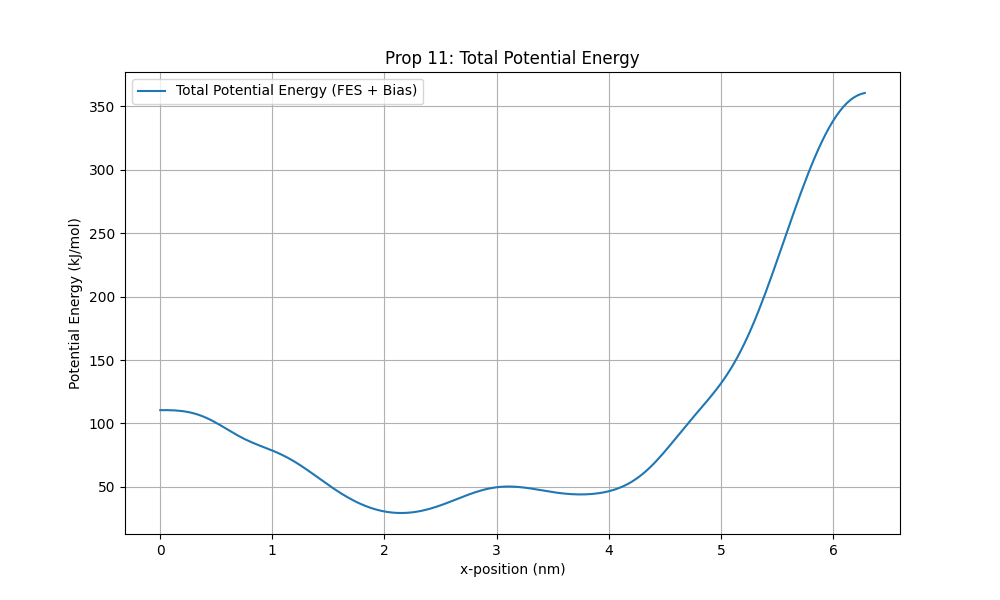 Prop 11: Total Potential Energy
Total Potential Energy (FES + Bias)
Potential Energy (kJ/mol)
350
300
250
200
150
100
50
0 1 2 3 4 5 6
x-position (nm)